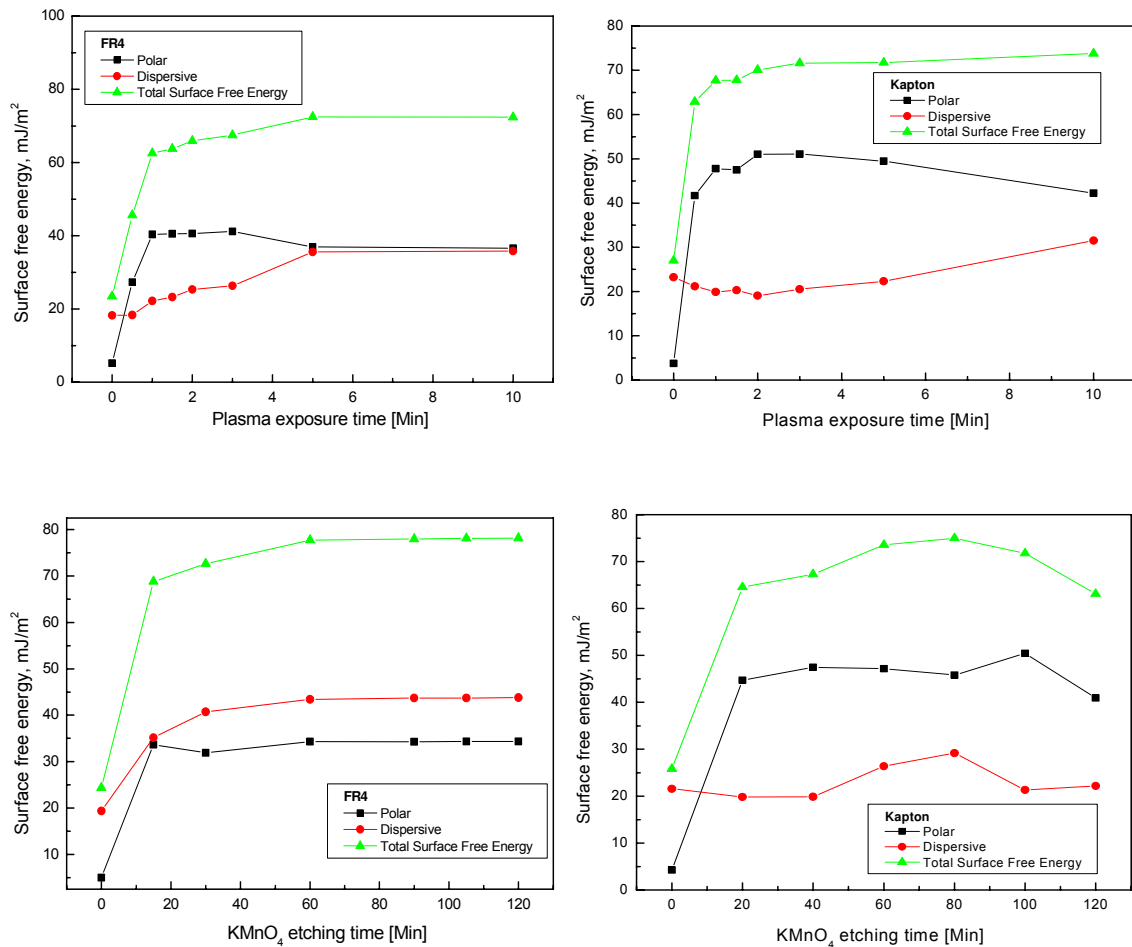 100
80
60
40
20
0
Surface free energy, mJ/m²
FR4
Polar
Dispersive
Total Surface Free Energy
0 2 4 6 8 10
Plasma exposure time [Min]
80
70
60
50
40
30
20
10
0
Surface free energy, mJ/m²
Kapton
Polar
Dispersive
Total Surface Free Energy
0 2 4 6 8 10
Plasma exposure time [Min]
80
70
60
50
40
30
20
10
Surface free energy, mJ/m²
FR4
Polar
Dispersive
Total Surface Free Energy
0 20 40 60 80 100 120
KMnO₄ etching time [Min]
80
70
60
50
40
30
20
10
0
Surface free energy, mJ/m²
Kapton
Polar
Dispersive
Total Surface Free Energy
0 20 40 60 80 100 120
KMnO₄ etching time [Min]